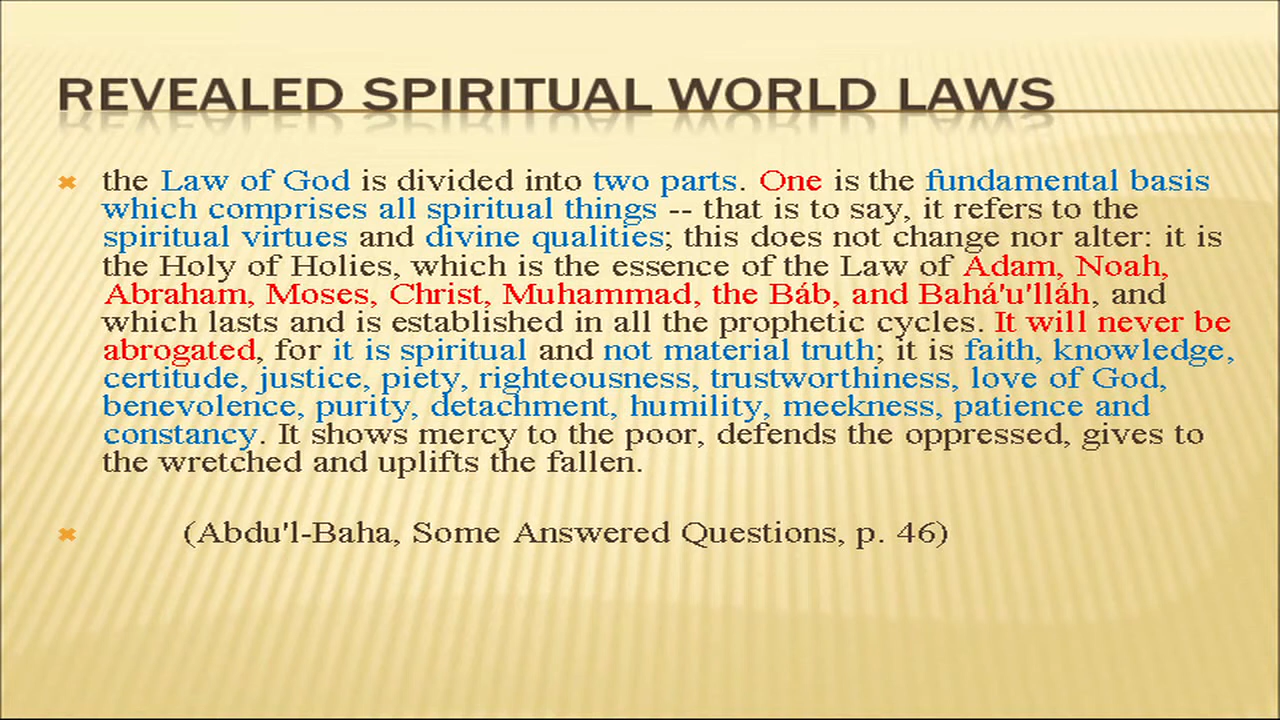 REVEALED SPIRITUAL WORLD LAWS
the Law of God is divided into two parts. One is the fundamental basis
which comprises all spiritual things -- that is to say, it refers to the
spiritual virtues and divine qualities; this does not change nor alter: it is
the Holy of Holies, which is the essence of the Law of Adam, Noah,
Abraham, Moses, Christ, Muhammad, the Báb, and Bahá'u'lláh, and
which lasts and is established in all the prophetic cycles. It will never be
abrogated, for it is spiritual and not material truth; it is faith, knowledge,
certitude, justice, piety, righteousness, trustworthiness, love of God,
benevolence, purity, detachment, humility, meekness, patience and
constancy. It shows mercy to the poor, defends the oppressed, gives to
the wretched and uplifts the fallen.
(Abdu'l-Baha, Some Answered Questions, p. 46)